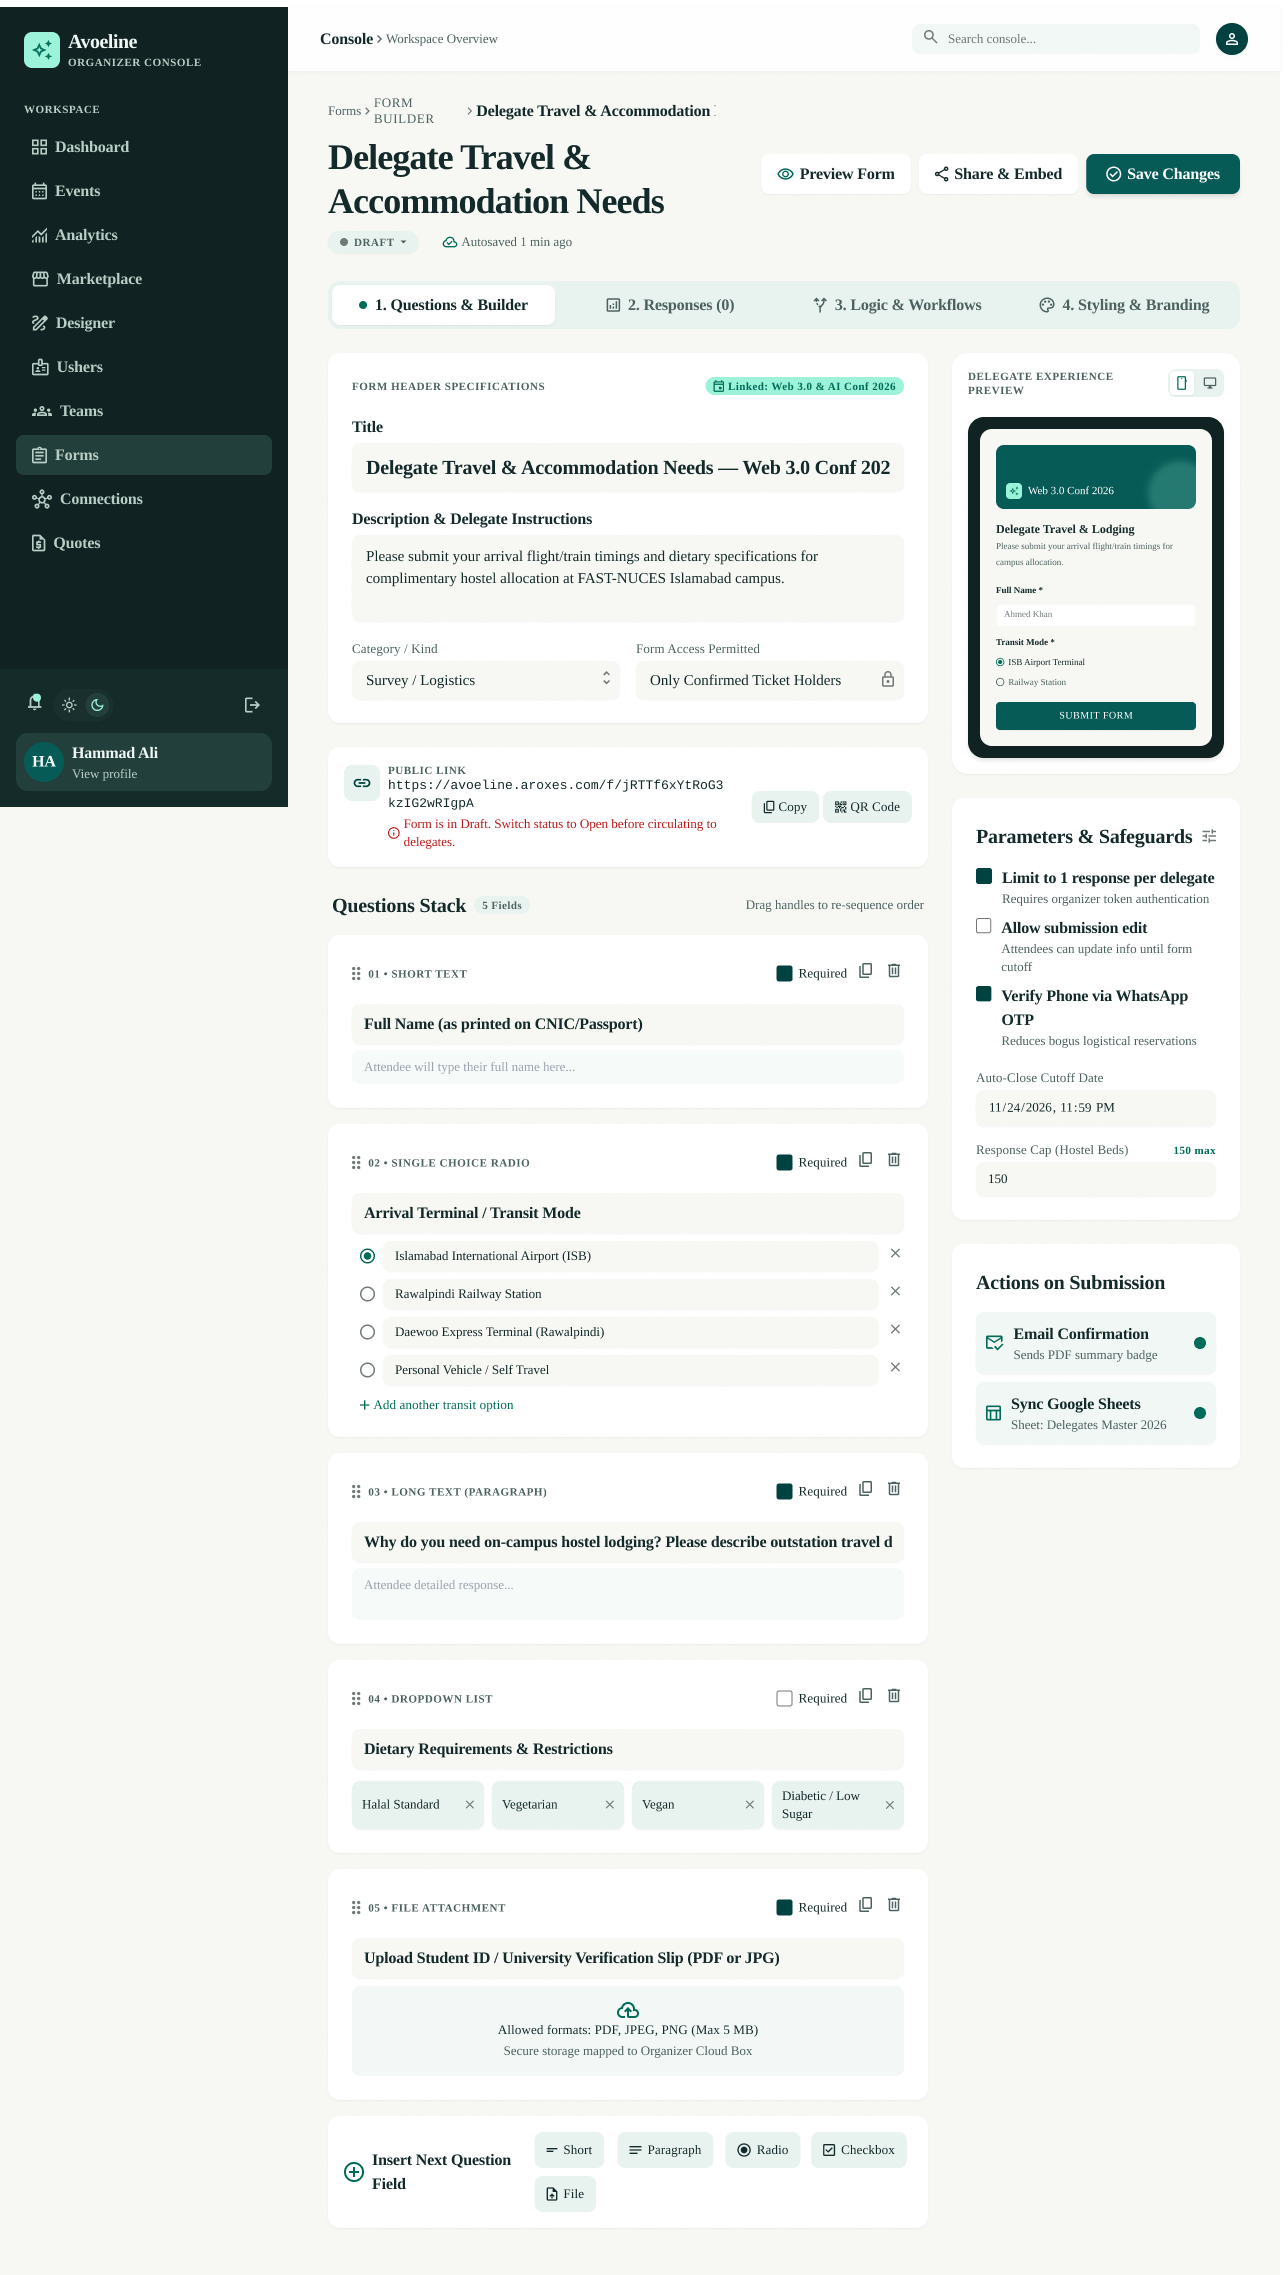 Avoeline
ORGANIZER CONSOLE
WORKSPACE
Dashboard
Events
Analytics
Marketplace
Designer
Ushers
Teams
Forms
Connections
Quotes
HA
Hammad Ali
View profile
Console
Workspace Overview
Search console...
Forms
FORM
BUILDER
Delegate Travel & Accommodation
Delegate Travel &
Accommodation Needs
Preview Form
Share & Embed
Save Changes
DRAFT
Autosaved 1 min ago
1. Questions & Builder
2. Responses (0)
3. Logic & Workflows
4. Styling & Branding
FORM HEADER SPECIFICATIONS
Linked: Web 3.0 & AI Conf 2026
Title
Delegate Travel & Accommodation Needs — Web 3.0 Conf 202
Description & Delegate Instructions
Please submit your arrival flight/train timings and dietary specifications for
complimentary hostel allocation at FAST-NUCES Islamabad campus.
Category / Kind
Survey / Logistics
Form Access Permitted
Only Confirmed Ticket Holders
PUBLIC LINK
https://avoeline.aroxes.com/f/jRTTf6xYtRoG3
kzIG2wRIgpA
Form is in Draft. Switch status to Open before circulating to
delegates.
Copy
QR Code
Questions Stack
5 Fields
Drag handles to re-sequence order
01 • SHORT TEXT
Required
Full Name (as printed on CNIC/Passport)
Attendee will type their full name here...
02 • SINGLE CHOICE RADIO
Required
Arrival Terminal / Transit Mode
Islamabad International Airport (ISB)
Rawalpindi Railway Station
Daewoo Express Terminal (Rawalpindi)
Personal Vehicle / Self Travel
+ Add another transit option
03 • LONG TEXT (PARAGRAPH)
Required
Why do you need on-campus hostel lodging? Please describe outstation travel d
Attendee detailed response...
04 • DROPDOWN LIST
Required
Dietary Requirements & Restrictions
Halal Standard
Vegetarian
Vegan
Diabetic / Low
Sugar
05 • FILE ATTACHMENT
Required
Upload Student ID / University Verification Slip (PDF or JPG)
Allowed formats: PDF, JPEG, PNG (Max 5 MB)
Secure storage mapped to Organizer Cloud Box
Insert Next Question
Field
Short
Paragraph
Radio
Checkbox
File
DELEGATE EXPERIENCE
PREVIEW
Web 3.0 Conf 2026
Delegate Travel & Lodging
Please submit your arrival flight/train timings for
campus allocation.
Full Name *
Ahmed Khan
Transit Mode *
ISB Airport Terminal
Railway Station
SUBMIT FORM
Parameters & Safeguards
Limit to 1 response per delegate
Requires organizer token authentication
Allow submission edit
Attendees can update info until form
cutoff
Verify Phone via WhatsApp
OTP
Reduces bogus logistical reservations
Auto-Close Cutoff Date
11/24/2026, 11:59 PM
Response Cap (Hostel Beds)
150 max
150
Actions on Submission
Email Confirmation
Sends PDF summary badge
Sync Google Sheets
Sheet: Delegates Master 2026